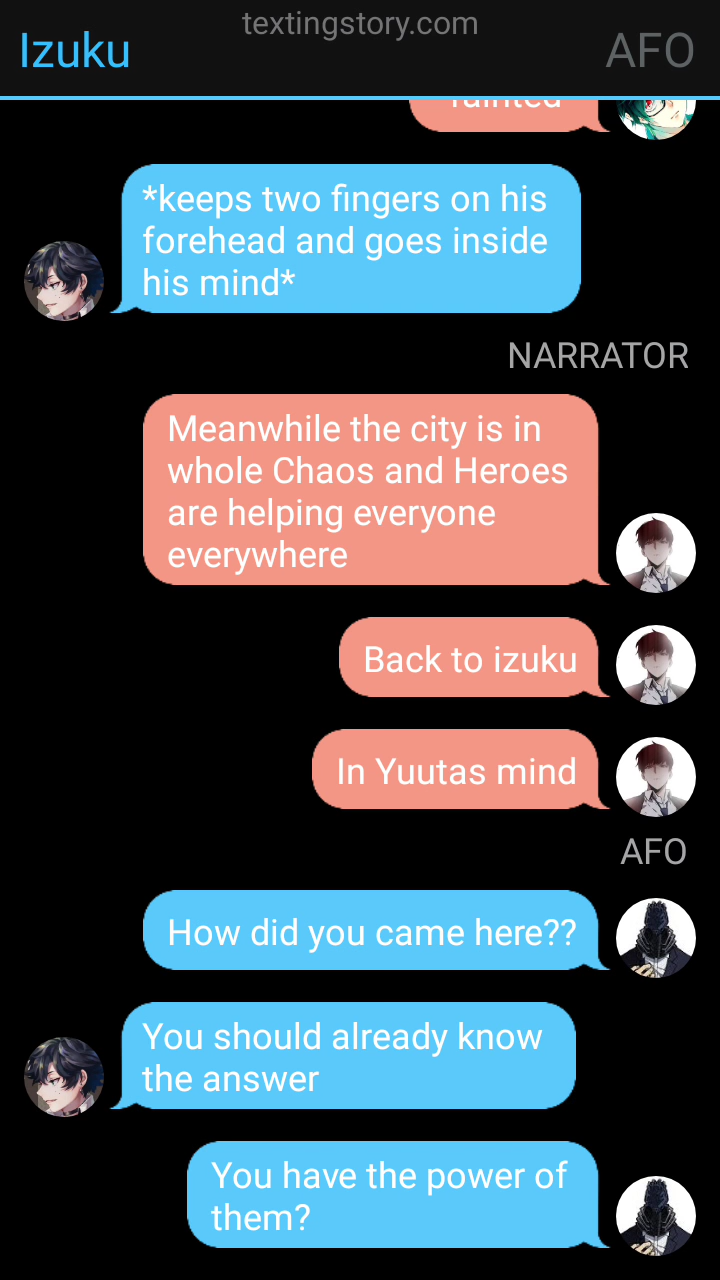 textingstory.com
Izuku
AFO
*keeps two fingers on his
forehead and goes inside
his mind*
NARRATOR
Meanwhile the city is in
whole Chaos and Heroes
are helping everyone
everywhere
Back to izuku
In Yuutas mind
AFO
How did you came here??
You should already know
the answer
You have the power of
them?